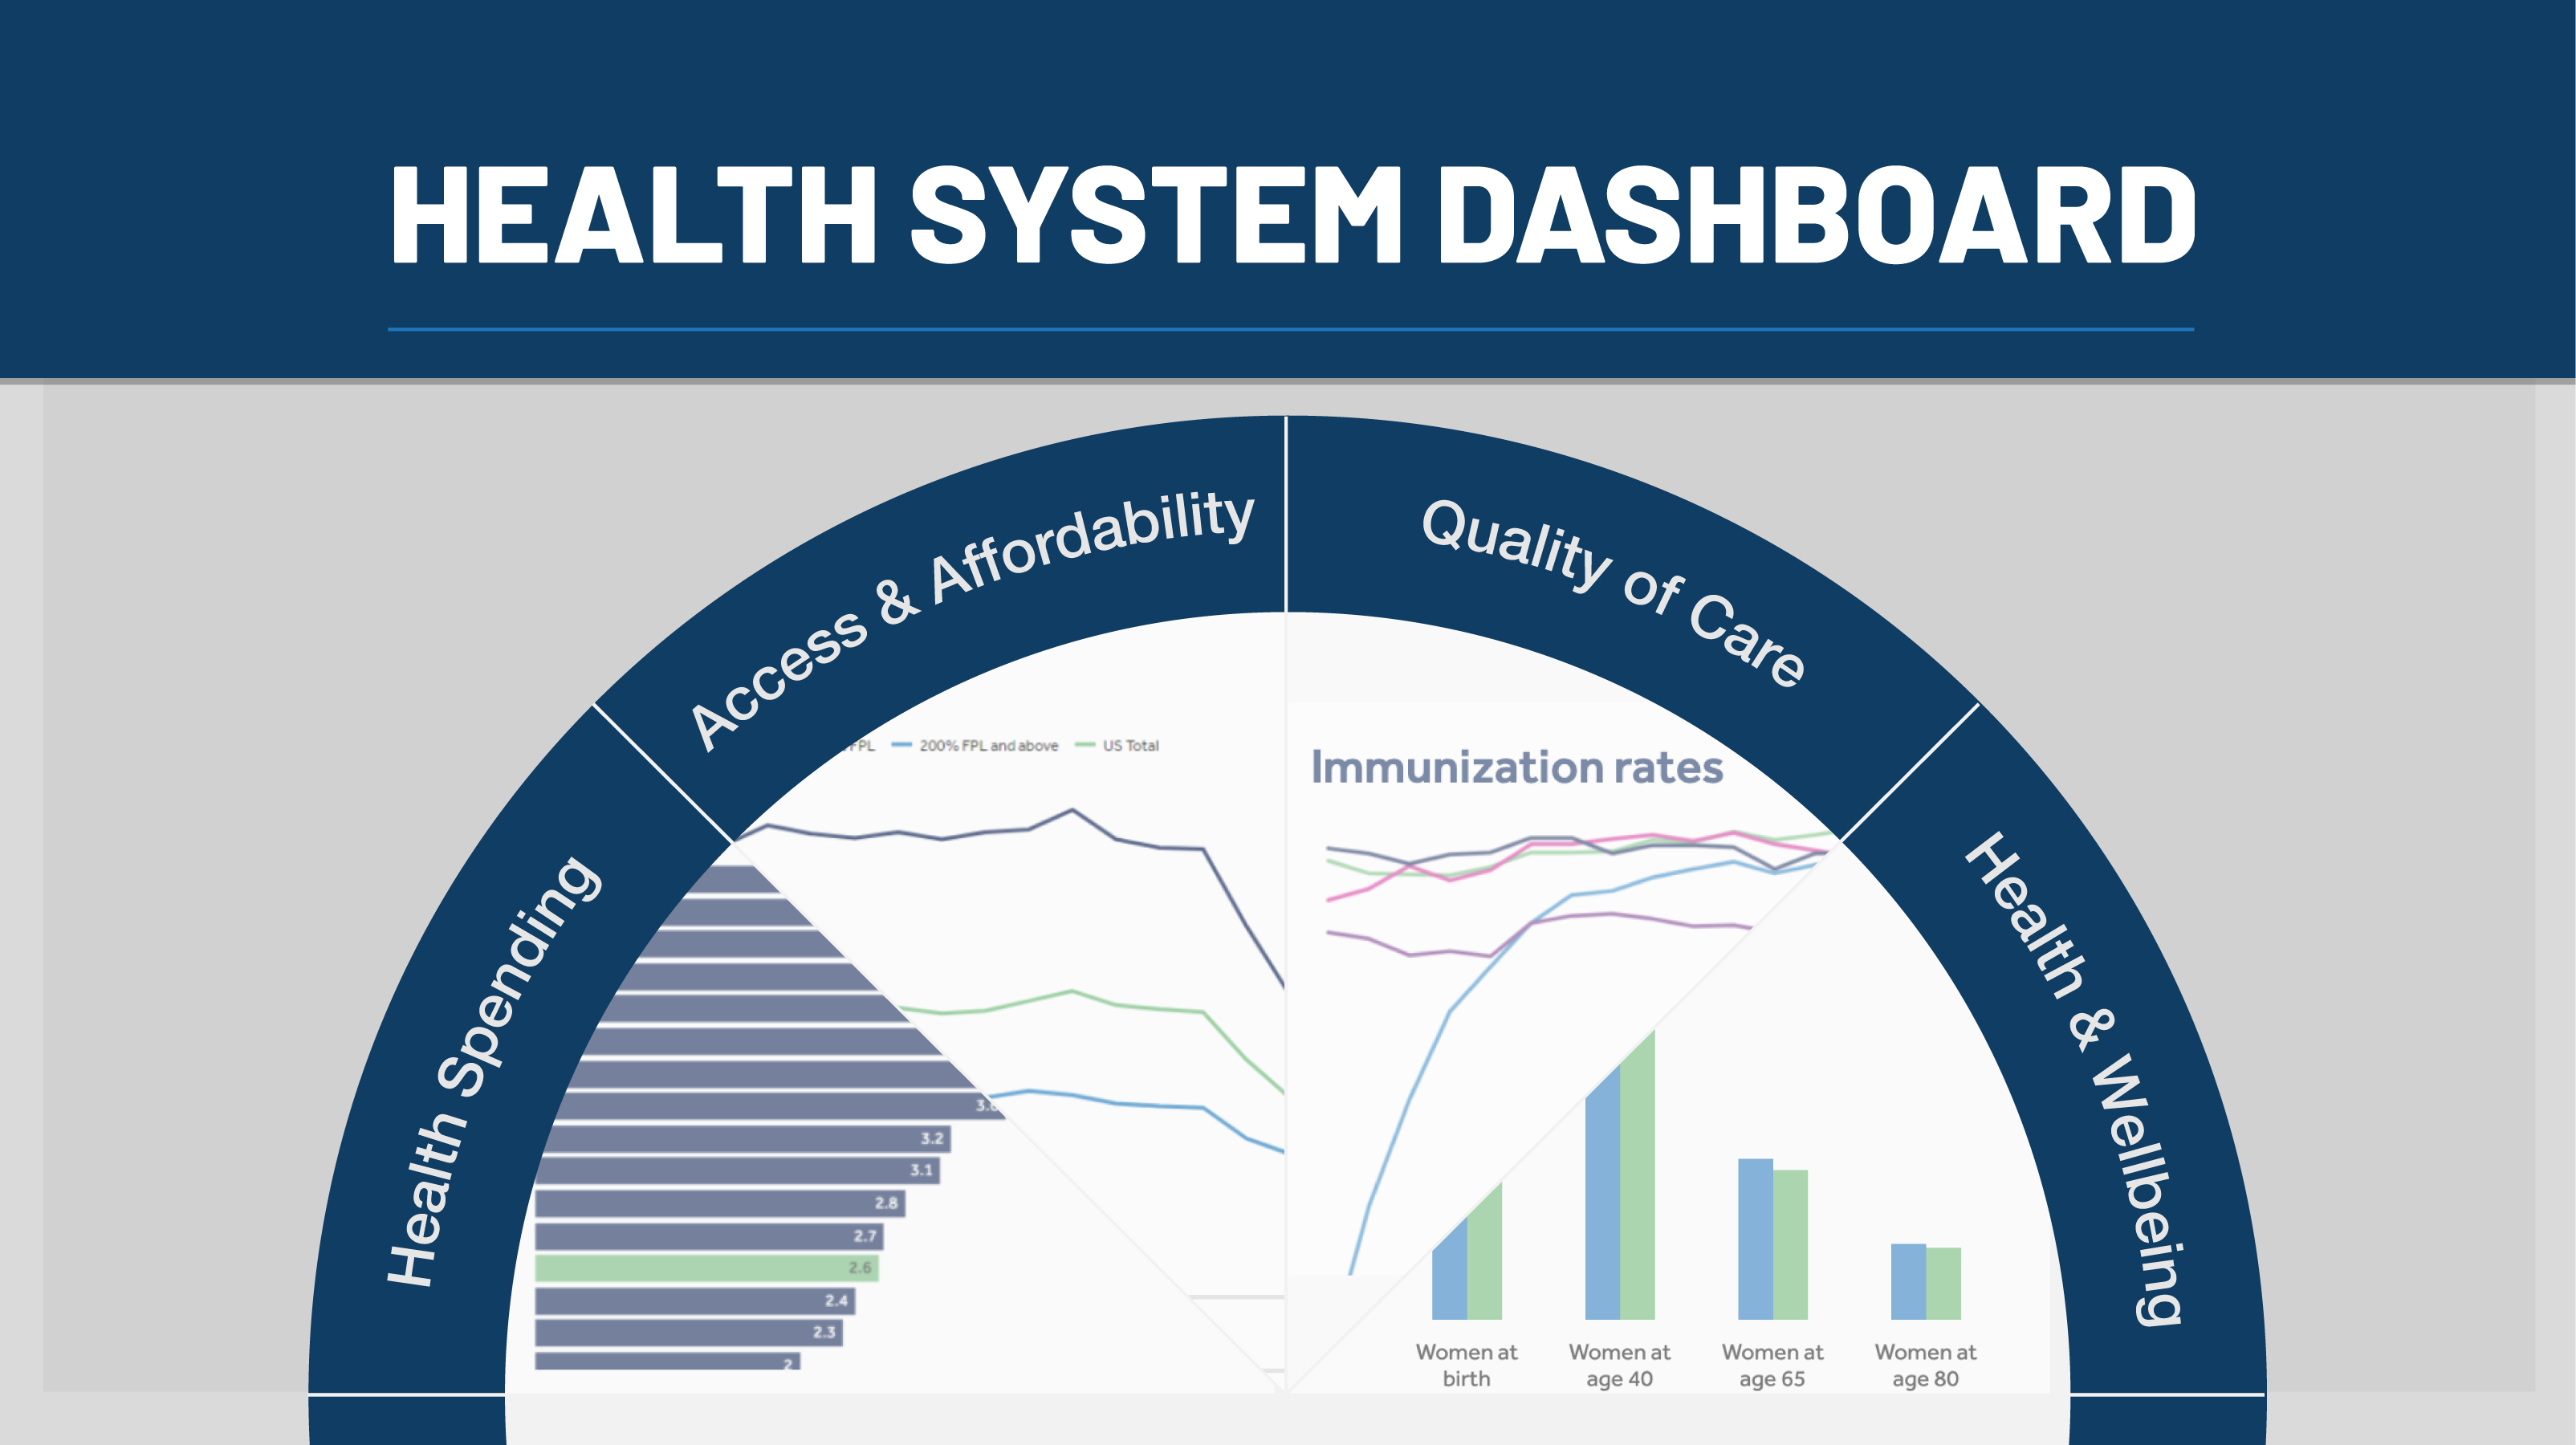 HEALTH SYSTEM DASHBOARD
Health Spending
Access & Affordability
Quality of Care
Health & Wellbeing
FPL 200% FPL and above US Total
Immunization rates
3.2
3.1
2.8
2.7
2.6
2.4
2.3
2
Women at birth
Women at age 40
Women at age 65
Women at age 80